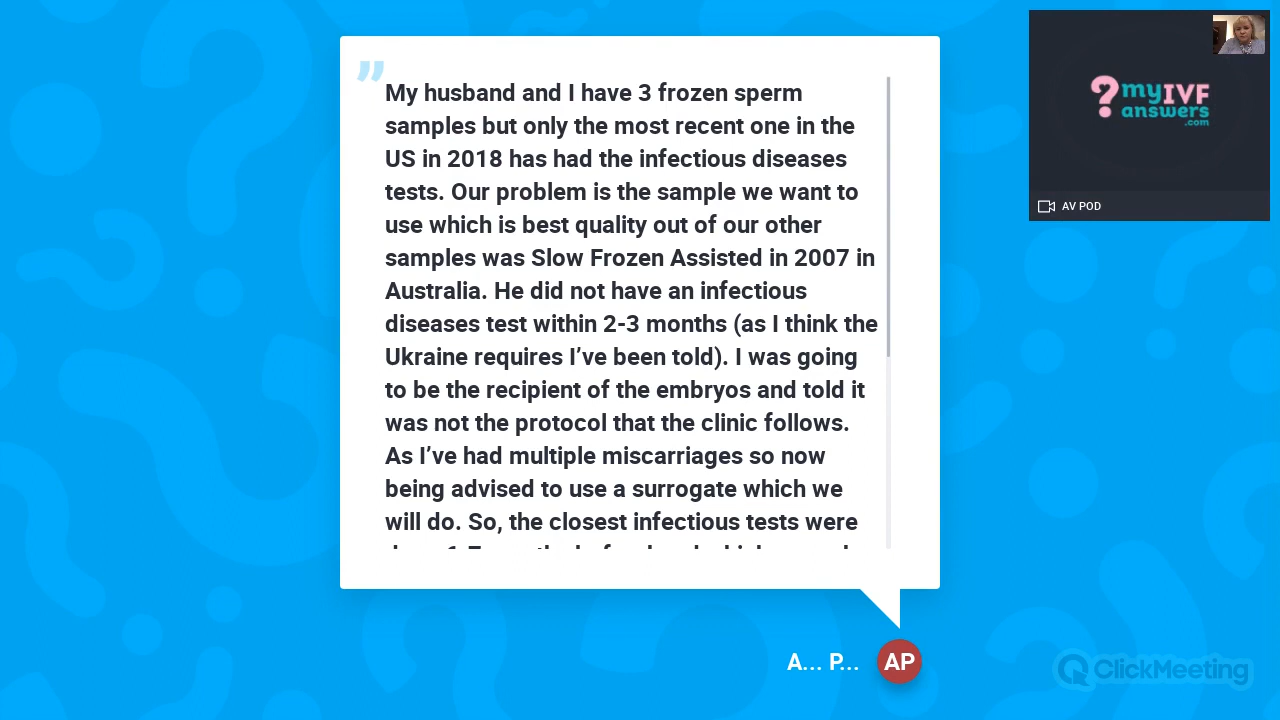 My husband and I have 3 frozen sperm
samples but only the most recent one in the
US in 2018 has had the infectious diseases
tests. Our problem is the sample we want to
use which is best quality out of our other
samples was Slow Frozen Assisted in 2007 in
Australia. He did not have an infectious
diseases test within 2-3 months (as I think the
Ukraine requires I’ve been told). I was going
to be the recipient of the embryos and told it
was not the protocol that the clinic follows.
As I’ve had multiple miscarriages so now
being advised to use a surrogate which we
will do. So, the closest infectious tests were
A... P... AP
?myIVF
answers
.com
AV POD
ClickMeeting